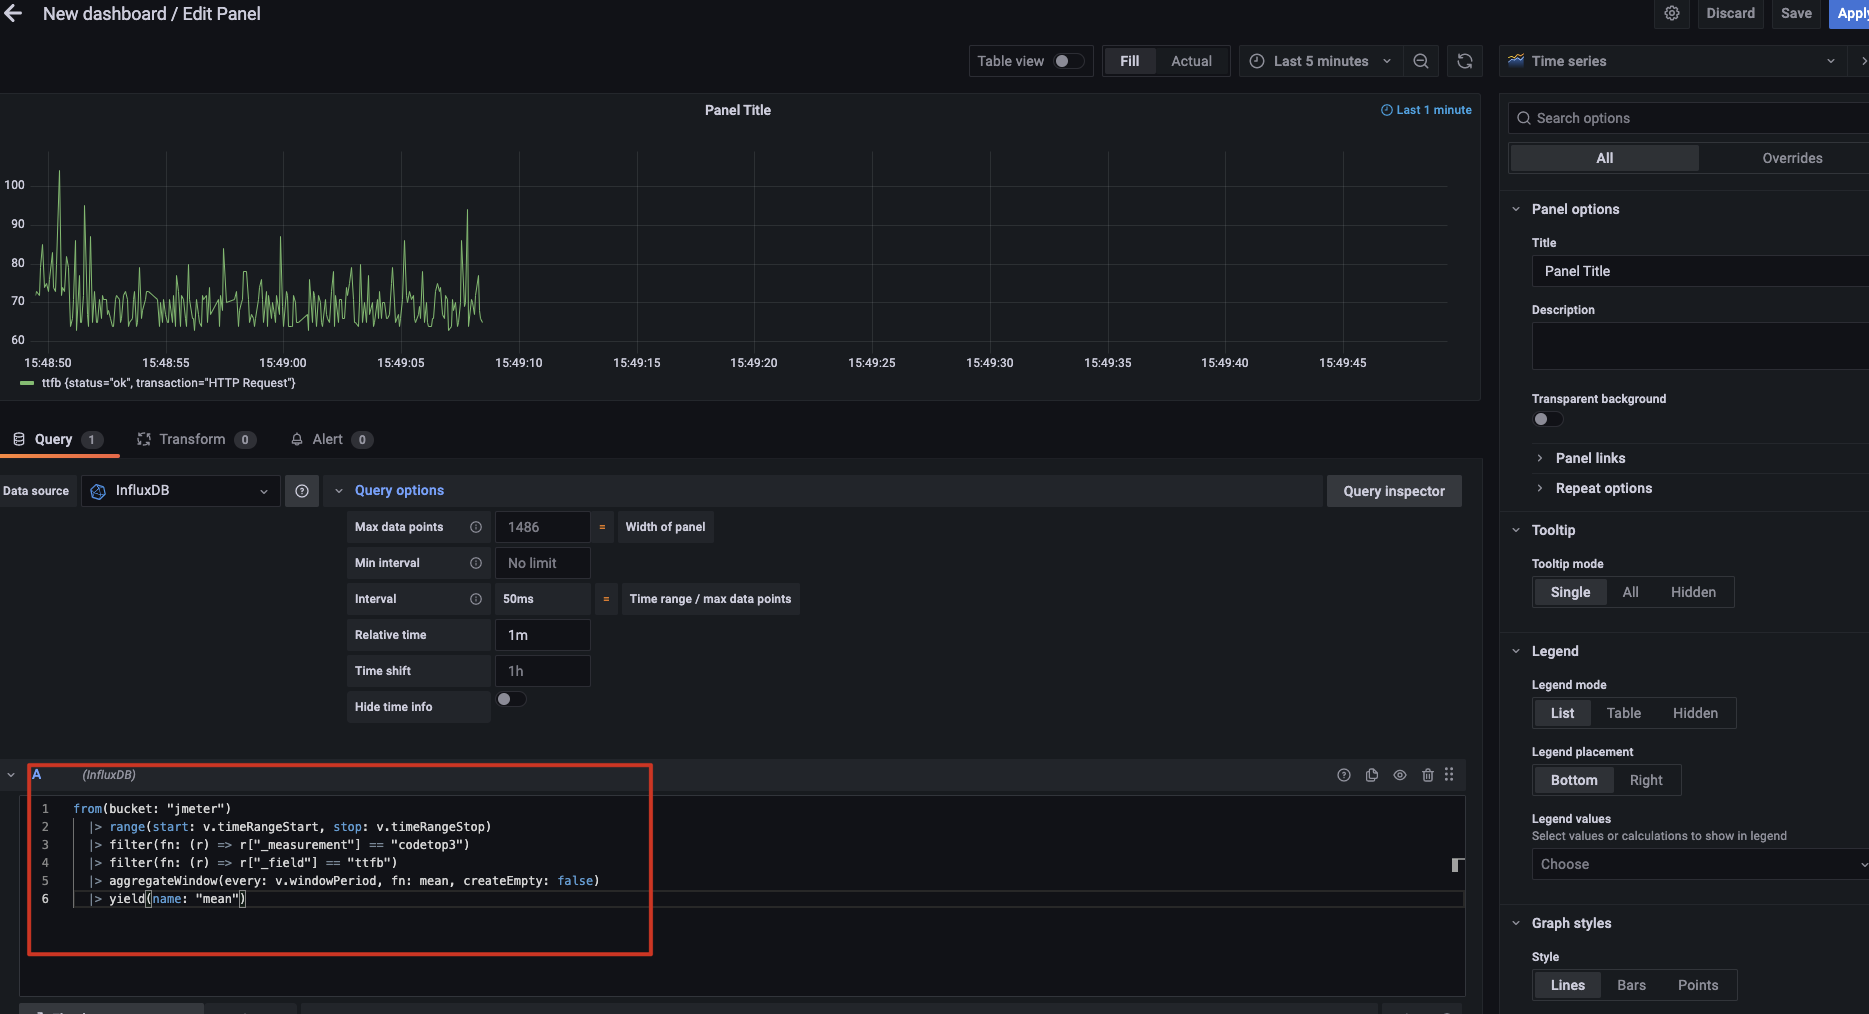 New dashboard / Edit Panel
Discard
Save
Apply
Table view
Fill
Actual
Last 5 minutes
Time series
Panel Title
Last 1 minute
100
90
80
70
60
15:48:50
15:48:55
15:49:00
15:49:05
15:49:10
15:49:15
15:49:20
15:49:25
15:49:30
15:49:35
15:49:40
15:49:45
ttfb {status="ok", transaction="HTTP Request"}
Query 1
Transform 0
Alert 0
Data source
InfluxDB
Query options
Query inspector
Max data points
1486
=
Width of panel
Min interval
No limit
Interval
50ms
=
Time range / max data points
Relative time
1m
Time shift
1h
Hide time info
A
(InfluxDB)
1 from(bucket: "jmeter")
2 |> range(start: v.timeRangeStart, stop: v.timeRangeStop)
3 |> filter(fn: (r) => r["_measurement"] == "codetop3")
4 |> filter(fn: (r) => r["_field"] == "ttfb")
5 |> aggregateWindow(every: v.windowPeriod, fn: mean, createEmpty: false)
6 |> yield(name: "mean")
Search options
All
Overrides
Panel options
Title
Panel Title
Description
Transparent background
Panel links
Repeat options
Tooltip
Tooltip mode
Single
All
Hidden
Legend
Legend mode
List
Table
Hidden
Legend placement
Bottom
Right
Legend values
Select values or calculations to show in legend
Choose
Graph styles
Style
Lines
Bars
Points